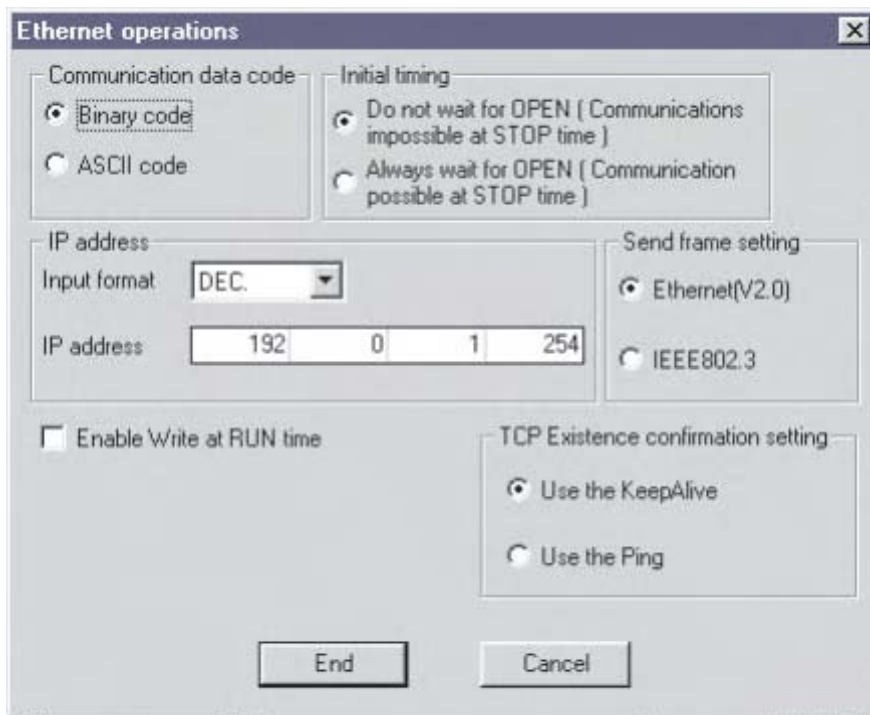 Ethernet operations
Communication data code
Binary code
ASCII code
Initial timing
Do not wait for OPEN ( Communications
impossible at STOP time )
Always wait for OPEN ( Communication
possible at STOP time )
IP address
Input format DEC.
IP address 192 0 1 254
Send frame setting
Ethernet(V2.0)
IEEE802.3
Enable Write at RUN time
TCP Existence confirmation setting
Use the KeepAlive
Use the Ping
End Cancel